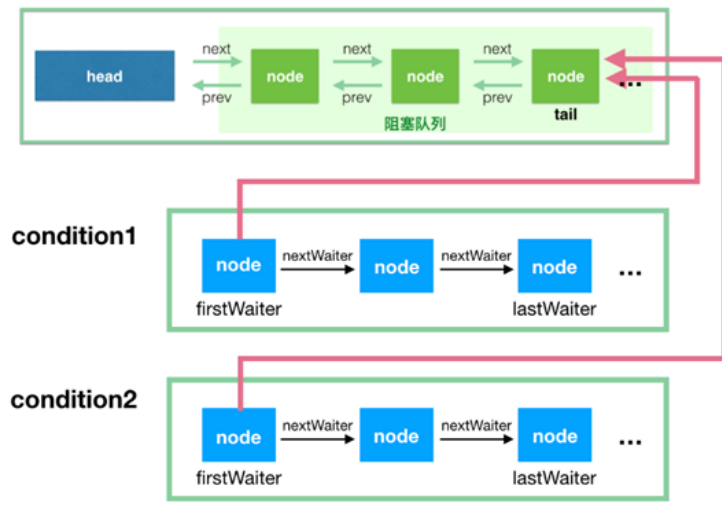 next next next
head node node node ...
prev prev prev
tail
阻塞队列
condition1
node nextWaiter node nextWaiter node ...
firstWaiter lastWaiter
condition2
node nextWaiter node nextWaiter node ...
firstWaiter lastWaiter